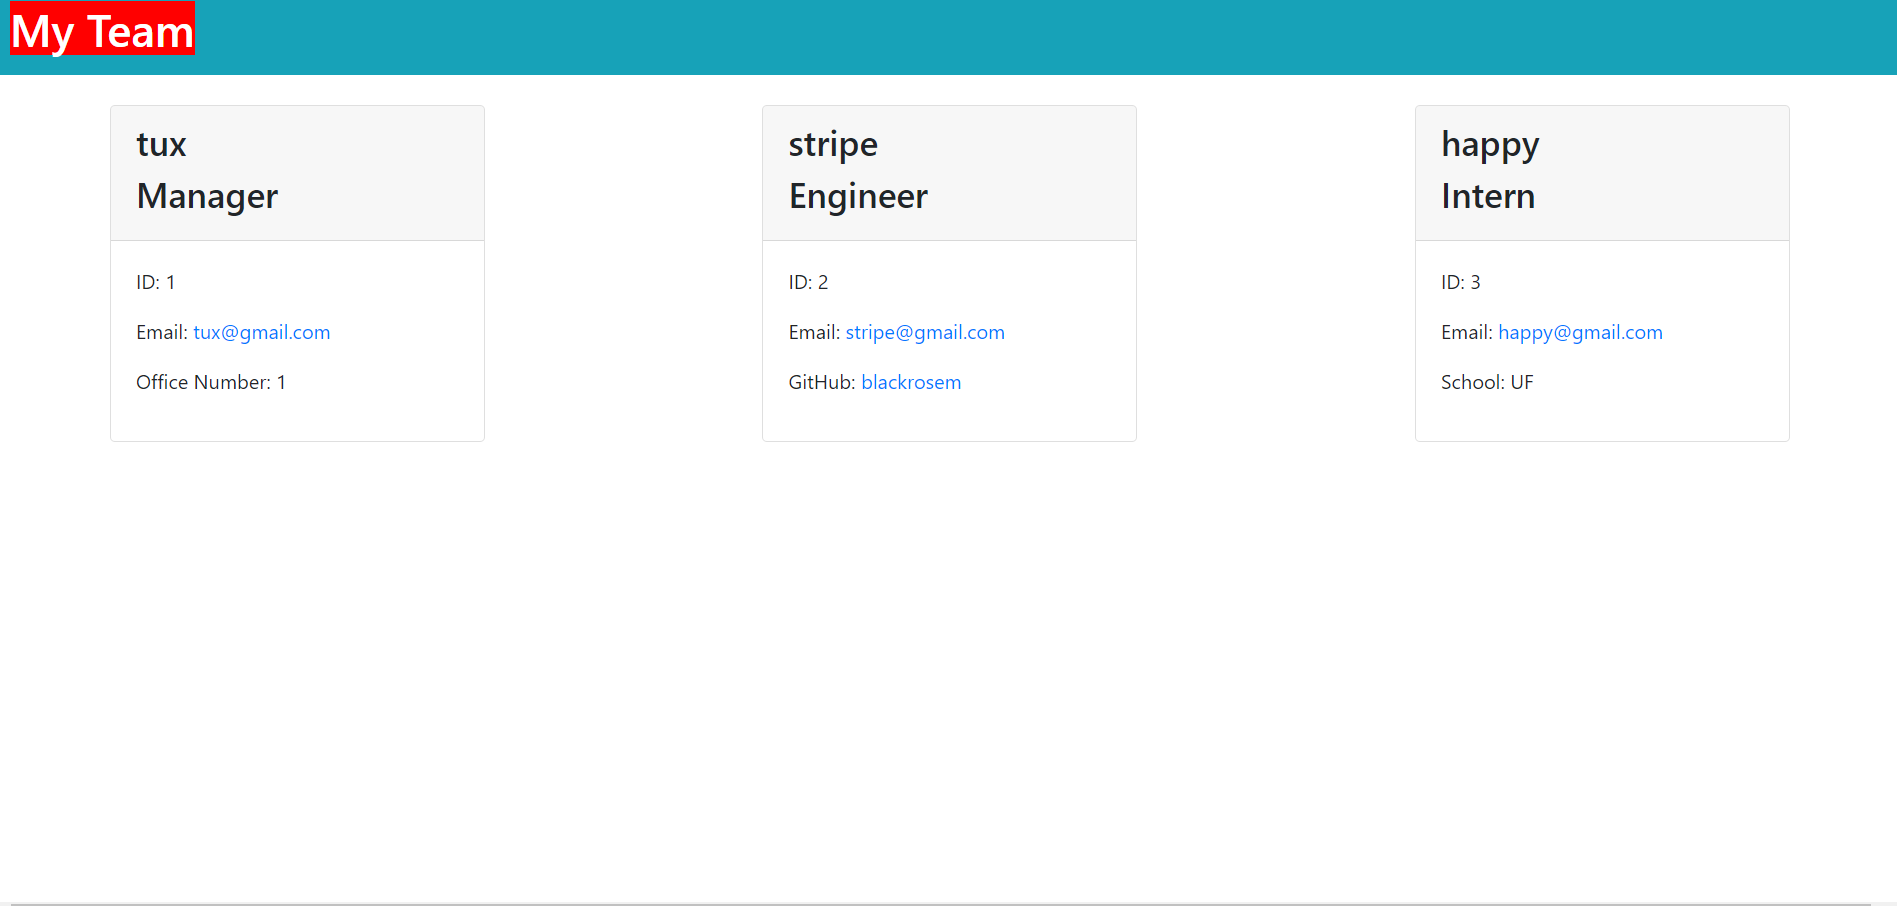 My Team
tux
Manager
ID: 1
Email: tux@gmail.com
Office Number: 1
stripe
Engineer
ID: 2
Email: stripe@gmail.com
GitHub: blackrosem
happy
Intern
ID: 3
Email: happy@gmail.com
School: UF